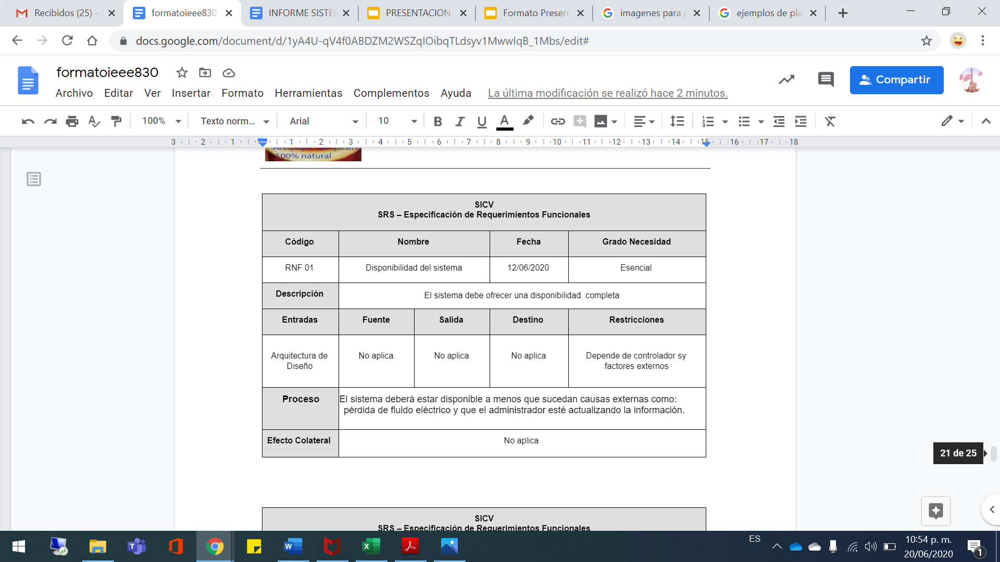 Recibidos (25) -
formatoieee830
INFORME SISTE
PRESENTACION
Formato Present
imagenes para p
ejemplos de pla
docs.google.com/document/d/1yA4U-qV4f0ABDZM2WSZqIOibqTLdsyv1MwwIqB_1Mbs/edit#
formatoieee830
Compartir
Archivo Editar Ver Insertar Formato Herramientas Complementos Ayuda La última modificación se realizó hace 2 minutos.
100% Texto norm... Arial 10
3 2 1 1 2 3 4 5 6 7 8 9 10 11 12 13 14 15 16 17 18
Arequipe Campesino
100% natural
SICV
SRS – Especificación de Requerimientos Funcionales
Código Nombre Fecha Grado Necesidad
RNF 01 Disponibilidad del sistema 12/06/2020 Esencial
Descripción El sistema debe ofrecer una disponibilidad  completa
Entradas Fuente Salida Destino Restricciones
Arquitectura de No aplica No aplica No aplica Depende de controlador sy
Diseño factores externos
Proceso El sistema deberá estar disponible a menos que sucedan causas externas como:
pérdida de fluido eléctrico y que el administrador esté actualizando la información.
Efecto Colateral No aplica
21 de 25
SICV
SRS – Especificación de Requerimientos Funcionales
ES
10:54 p. m.
20/06/2020
1